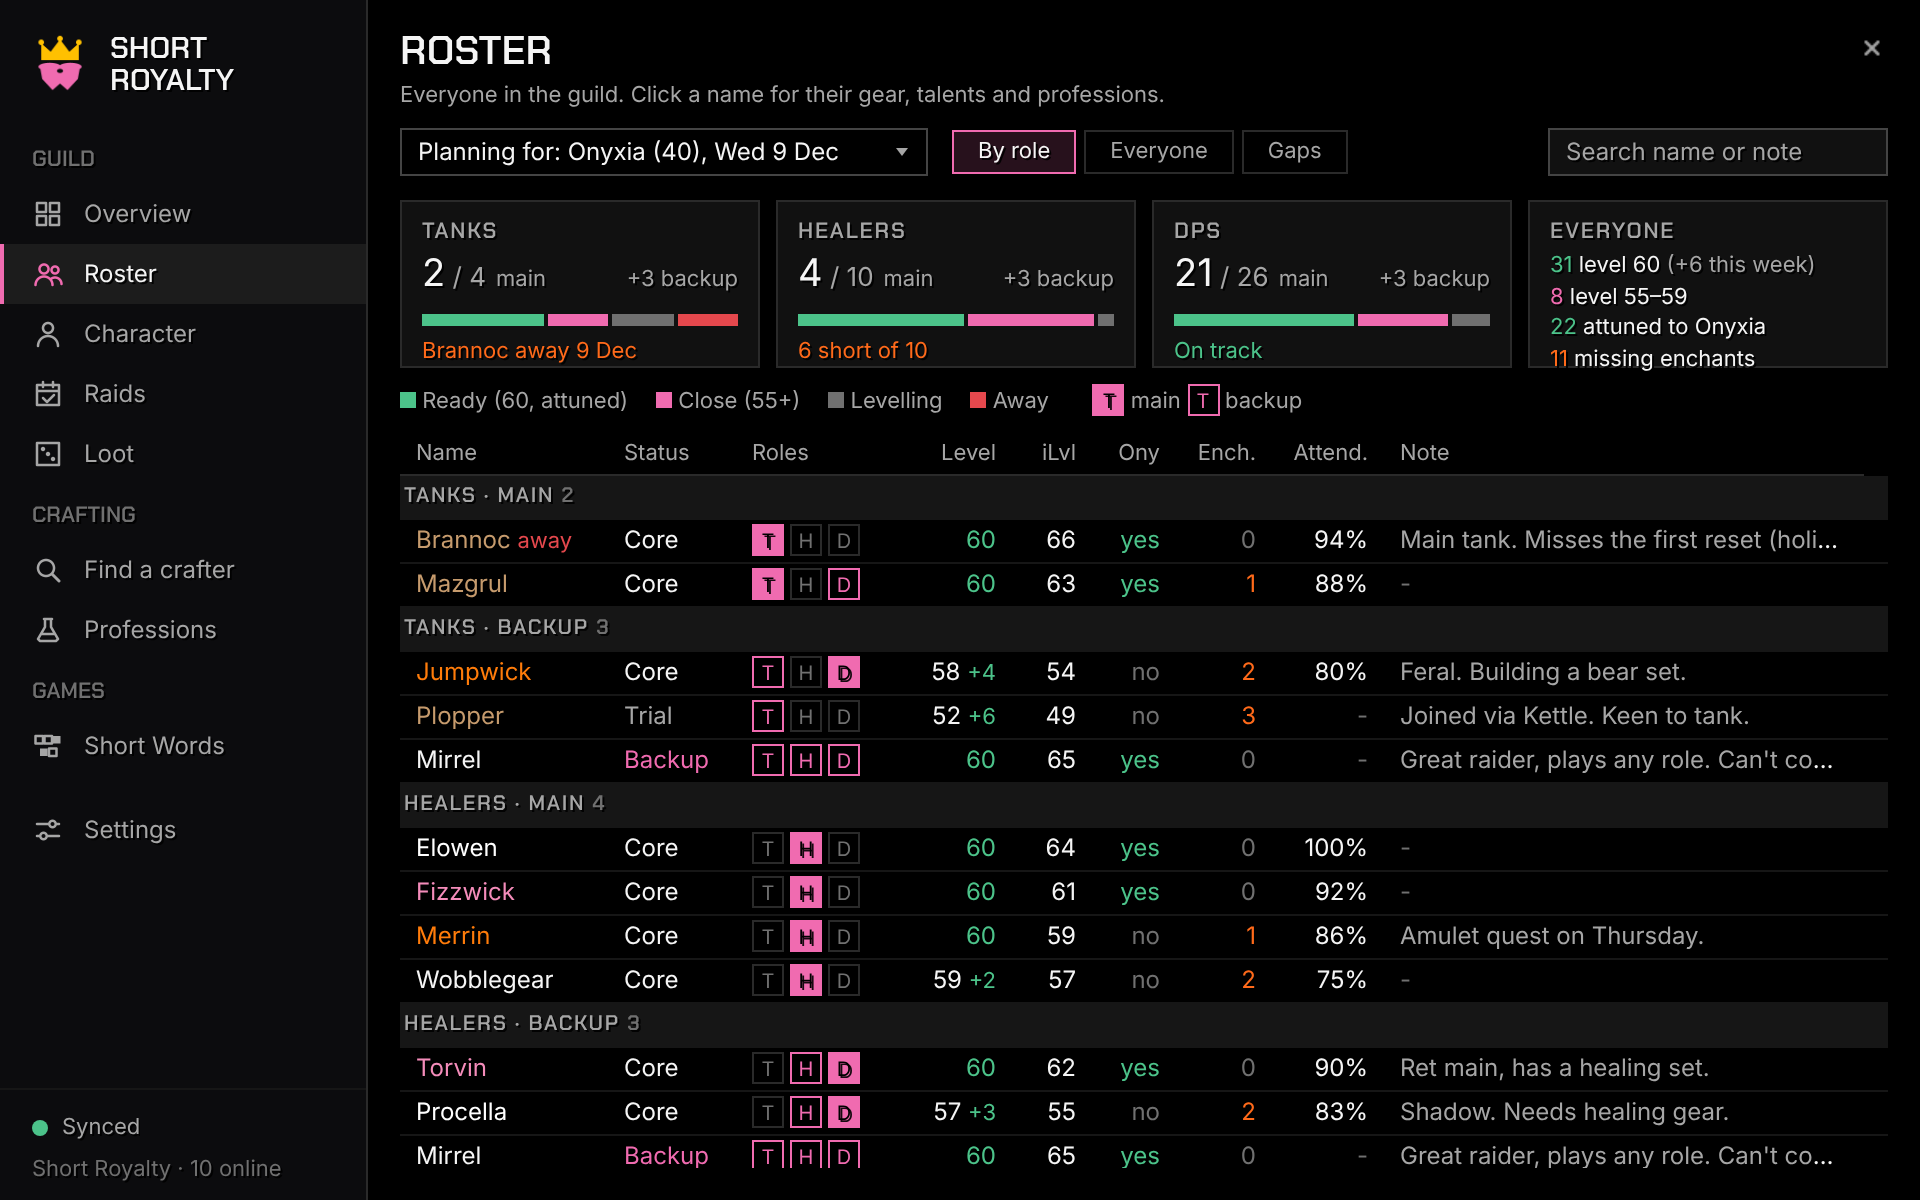 SHORT
ROYALTY
GUILD
Overview
Roster
Character
Raids
Loot
CRAFTING
Find a crafter
Professions
GAMES
Short Words
Settings
Synced
Short Royalty · 10 online
ROSTER
Everyone in the guild. Click a name for their gear, talents and professions.
Planning for: Onyxia (40), Wed 9 Dec
By role
Everyone
Gaps
Search name or note
TANKS
2 / 4 main +3 backup
Brannoc away 9 Dec
HEALERS
4 / 10 main +3 backup
6 short of 10
DPS
21 / 26 main +3 backup
On track
EVERYONE
31 level 60 (+6 this week)
8 level 55–59
22 attuned to Onyxia
11 missing enchants
Ready (60, attuned) Close (55+) Levelling Away T main T backup
Name Status Roles Level iLvl Ony Ench. Attend. Note
TANKS · MAIN 2
Brannoc away Core T H D 60 66 yes 0 94% Main tank. Misses the first reset (holi...
Mazgrul Core T H D 60 63 yes 1 88% -
TANKS · BACKUP 3
Jumpwick Core T H D 58 +4 54 no 2 80% Feral. Building a bear set.
Plopper Trial T H D 52 +6 49 no 3 - Joined via Kettle. Keen to tank.
Mirrel Backup T H D 60 65 yes 0 - Great raider, plays any role. Can't co...
HEALERS · MAIN 4
Elowen Core T H D 60 64 yes 0 100% -
Fizzwick Core T H D 60 61 yes 0 92% -
Merrin Core T H D 60 59 no 1 86% Amulet quest on Thursday.
Wobblegear Core T H D 59 +2 57 no 2 75% -
HEALERS · BACKUP 3
Torvin Core T H D 60 62 yes 0 90% Ret main, has a healing set.
Procella Core T H D 57 +3 55 no 2 83% Shadow. Needs healing gear.
Mirrel Backup T H D 60 65 yes 0 - Great raider, plays any role. Can't co...